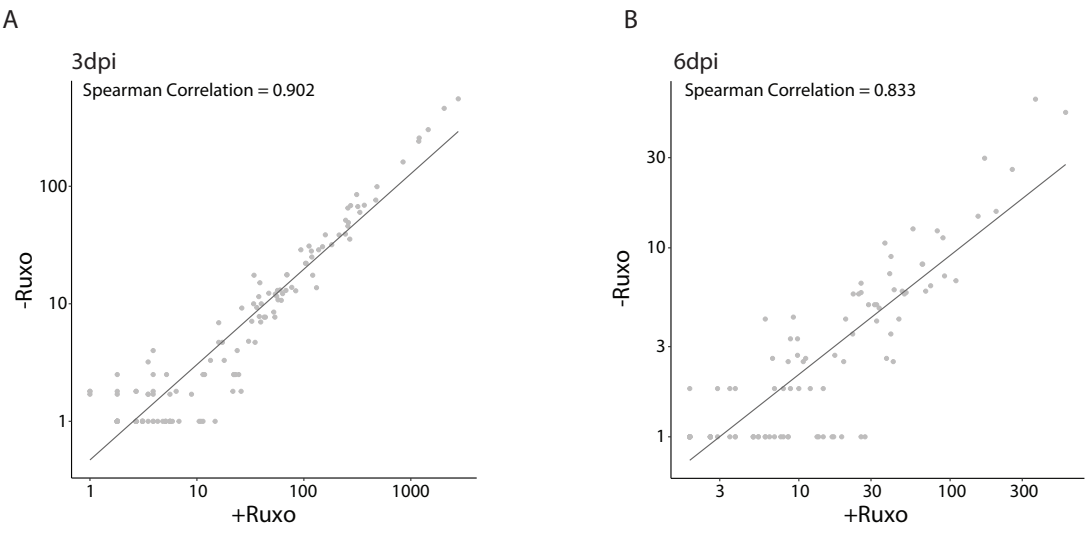 A
3dpi
Spearman Correlation = 0.902
-Ruxo
100
10
1
1 10 100 1000
+Ruxo
B
6dpi
Spearman Correlation = 0.833
-Ruxo
30
10
3
1
3 10 30 100 300
+Ruxo